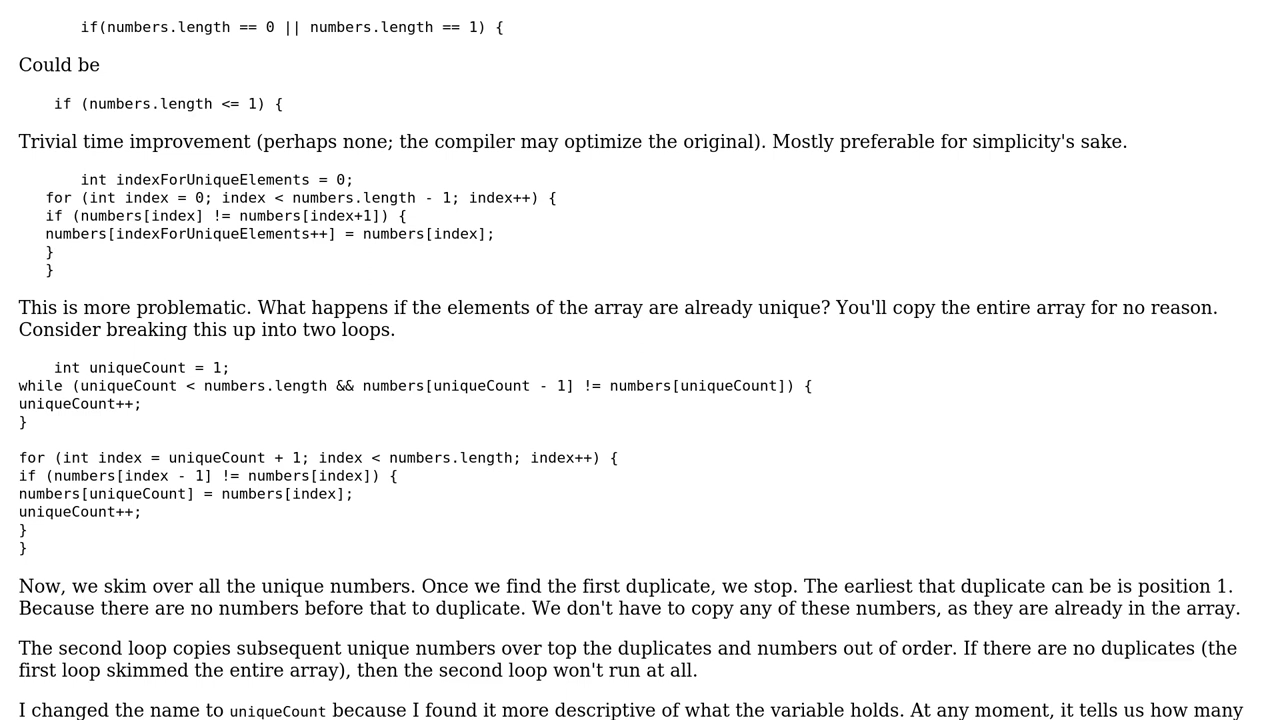 if(numbers.length == 0 || numbers.length == 1) {
Could be
if (numbers.length <= 1) {
Trivial time improvement (perhaps none; the compiler may optimize the original). Mostly preferable for simplicity's sake.
int indexForUniqueElements = 0;
for (int index = 0; index < numbers.length - 1; index++) {
if (numbers[index] != numbers[index+1]) {
numbers[indexForUniqueElements++] = numbers[index];
}
}
This is more problematic. What happens if the elements of the array are already unique? You'll copy the entire array for no reason.
Consider breaking this up into two loops.
int uniqueCount = 1;
while (uniqueCount < numbers.length && numbers[uniqueCount - 1] != numbers[uniqueCount]) {
uniqueCount++;
}
for (int index = uniqueCount + 1; index < numbers.length; index++) {
if (numbers[index - 1] != numbers[index]) {
numbers[uniqueCount] = numbers[index];
uniqueCount++;
}
}
Now, we skim over all the unique numbers. Once we find the first duplicate, we stop. The earliest that duplicate can be is position 1.
Because there are no numbers before that to duplicate. We don't have to copy any of these numbers, as they are already in the array.
The second loop copies subsequent unique numbers over top the duplicates and numbers out of order. If there are no duplicates (the
first loop skimmed the entire array), then the second loop won't run at all.
I changed the name to uniqueCount because I found it more descriptive of what the variable holds. At any moment, it tells us how many